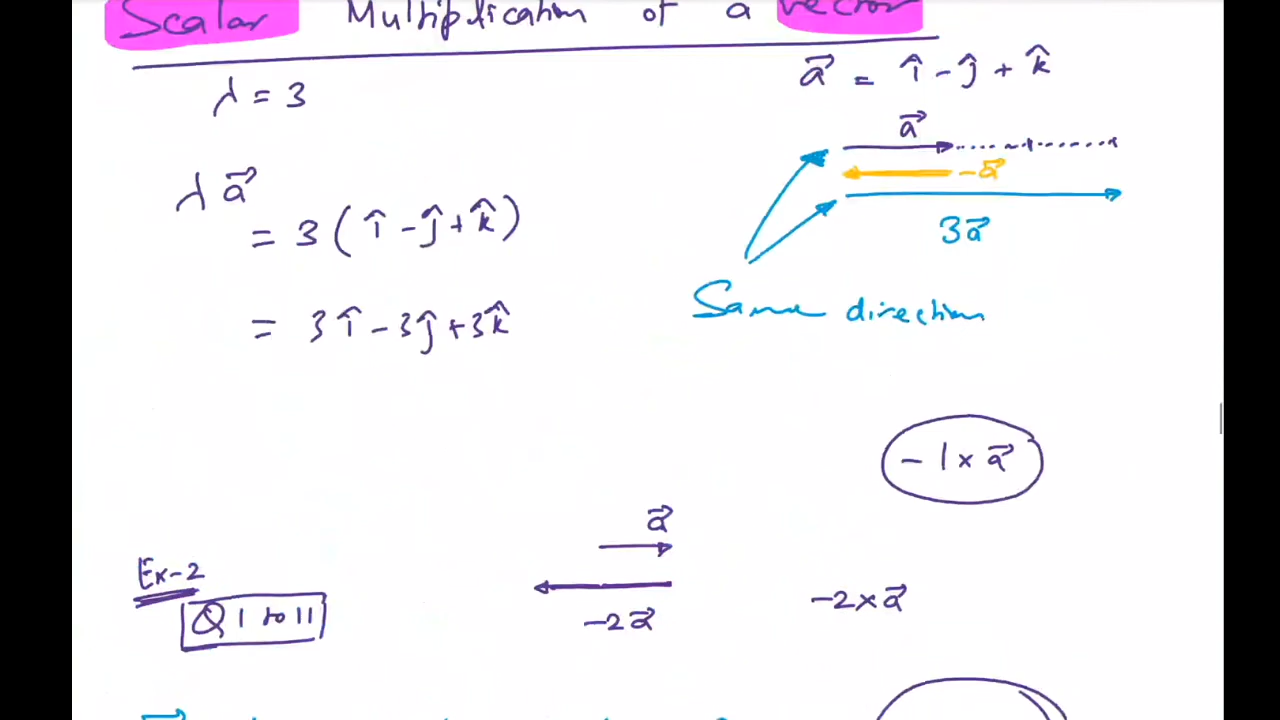 Scalar Multiplication of a vector
λ = 3
a⃗ = î - ĵ + k̂
a⃗
-a⃗
3a⃗
Same direction
λ a⃗
= 3 ( î - ĵ + k̂ )
= 3î - 3ĵ + 3k̂
-1 × a⃗
a⃗
-2a⃗
-2 × a⃗
Ex-2
Q 1 to 11